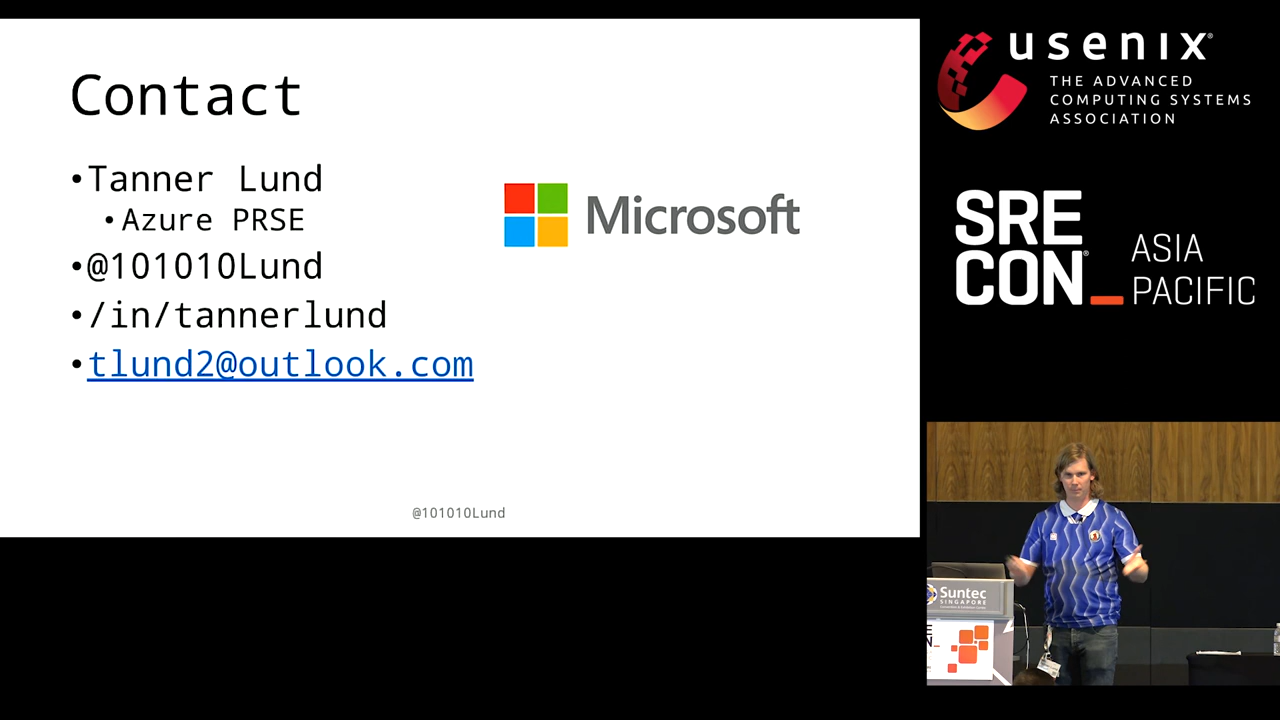 Contact
•Tanner Lund
•Azure PRSE
•@101010Lund
•/in/tannerlund
•tlund2@outlook.com
Microsoft
@101010Lund
usenix®
THE ADVANCED
COMPUTING SYSTEMS
ASSOCIATION
SRE
CON®_
ASIA
PACIFIC
Suntec
SINGAPORE